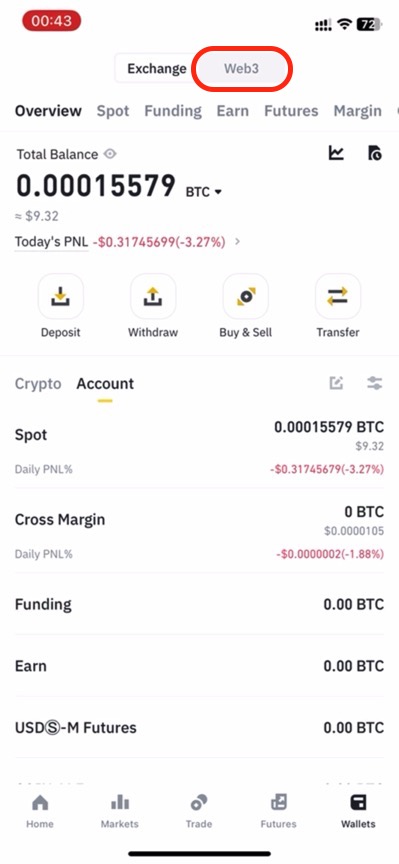 00:43
72
Exchange Web3
Overview Spot Funding Earn Futures Margin
Total Balance
0.00015579 BTC
≈ $9.32
Today's PNL -$0.31745699(-3.27%) >
Deposit Withdraw Buy & Sell Transfer
Crypto Account
Spot 0.00015579 BTC
$9.32
Daily PNL% -$0.31745679(-3.27%)
Cross Margin 0 BTC
$0.0000105
Daily PNL% -$0.0000002(-1.88%)
Funding 0.00 BTC
Earn 0.00 BTC
USDⓈ-M Futures 0.00 BTC
Home Markets Trade Futures Wallets